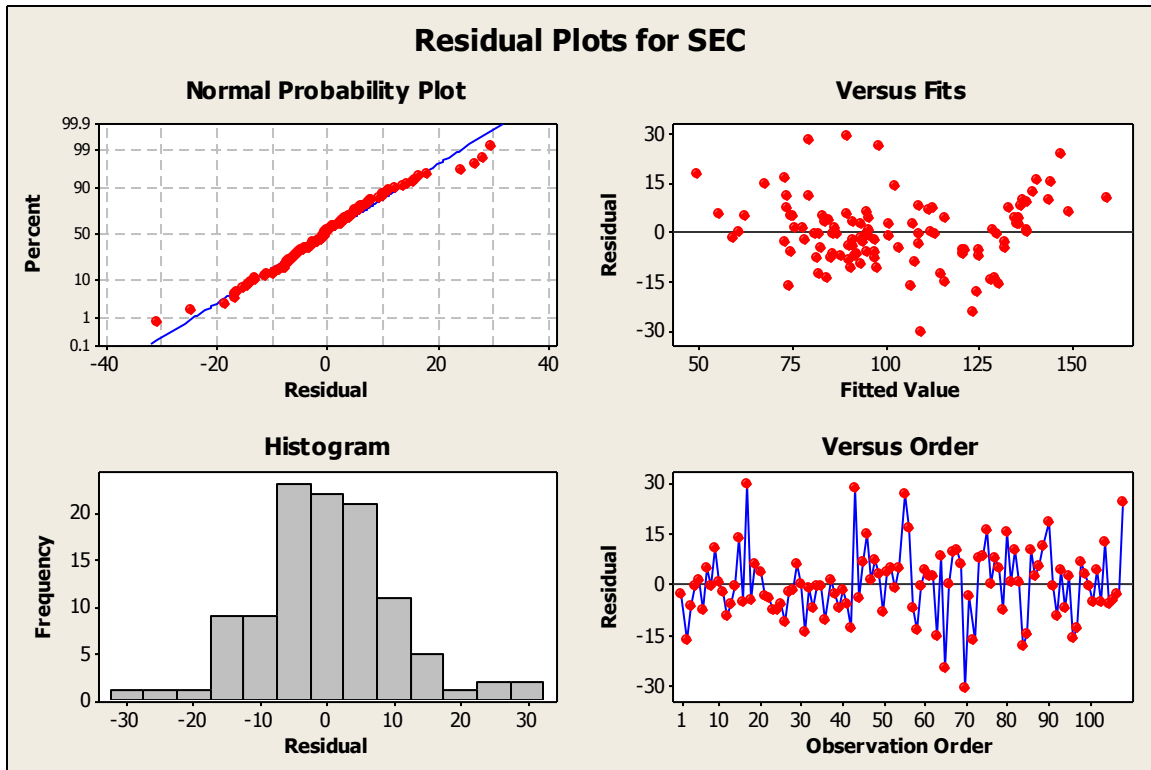 Residual Plots for SEC
Normal Probability Plot
99.9
99
90
50
10
1
0.1
Percent
-40 -20 0 20 40
Residual
Versus Fits
30
15
0
-15
-30
Residual
50 75 100 125 150
Fitted Value
Histogram
20
15
10
5
0
Frequency
-30 -20 -10 0 10 20 30
Residual
Versus Order
30
15
0
-15
-30
Residual
1 10 20 30 40 50 60 70 80 90 100
Observation Order